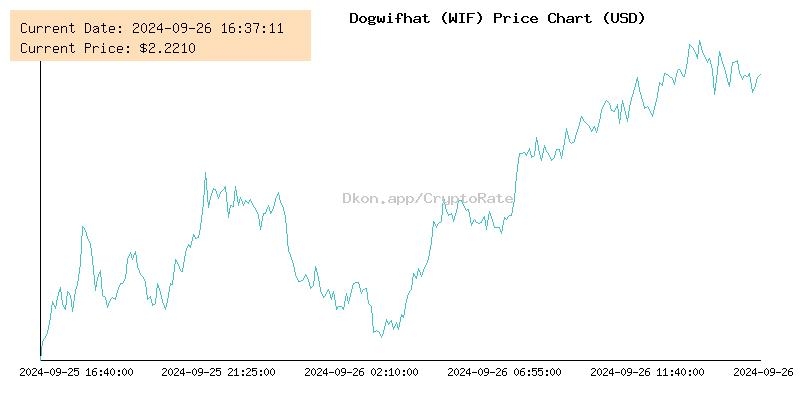 Dogwifhat (WIF) Price Chart (USD)
Current Date: 2024-09-26 16:37:11
Current Price: $2.2210
Dkon.app/CryptoRate
2024-09-25 16:40:00 2024-09-25 21:25:00 2024-09-26 02:10:00 2024-09-26 06:55:00 2024-09-26 11:40:00 2024-09-26